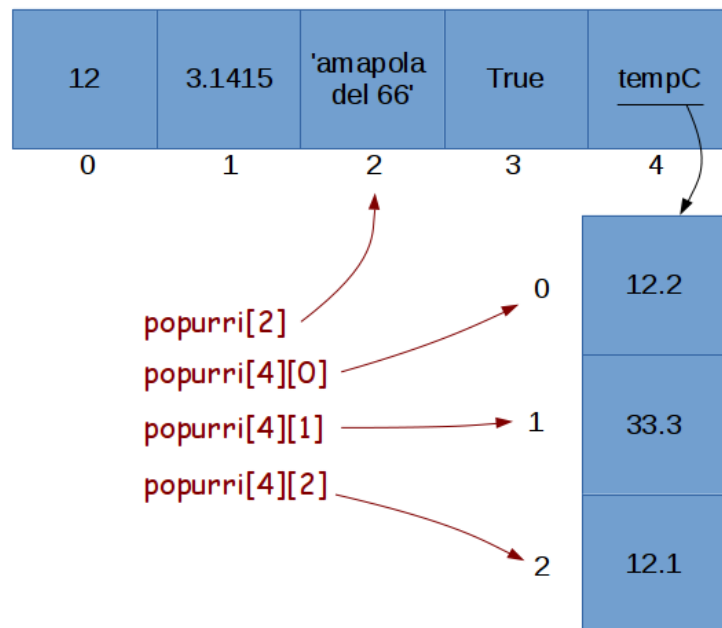 12 3.1415 'amapola del 66' True tempC
0 1 2 3 4
popurri[2]
popurri[4][0]
popurri[4][1]
popurri[4][2]
0 12.2
1 33.3
2 12.1